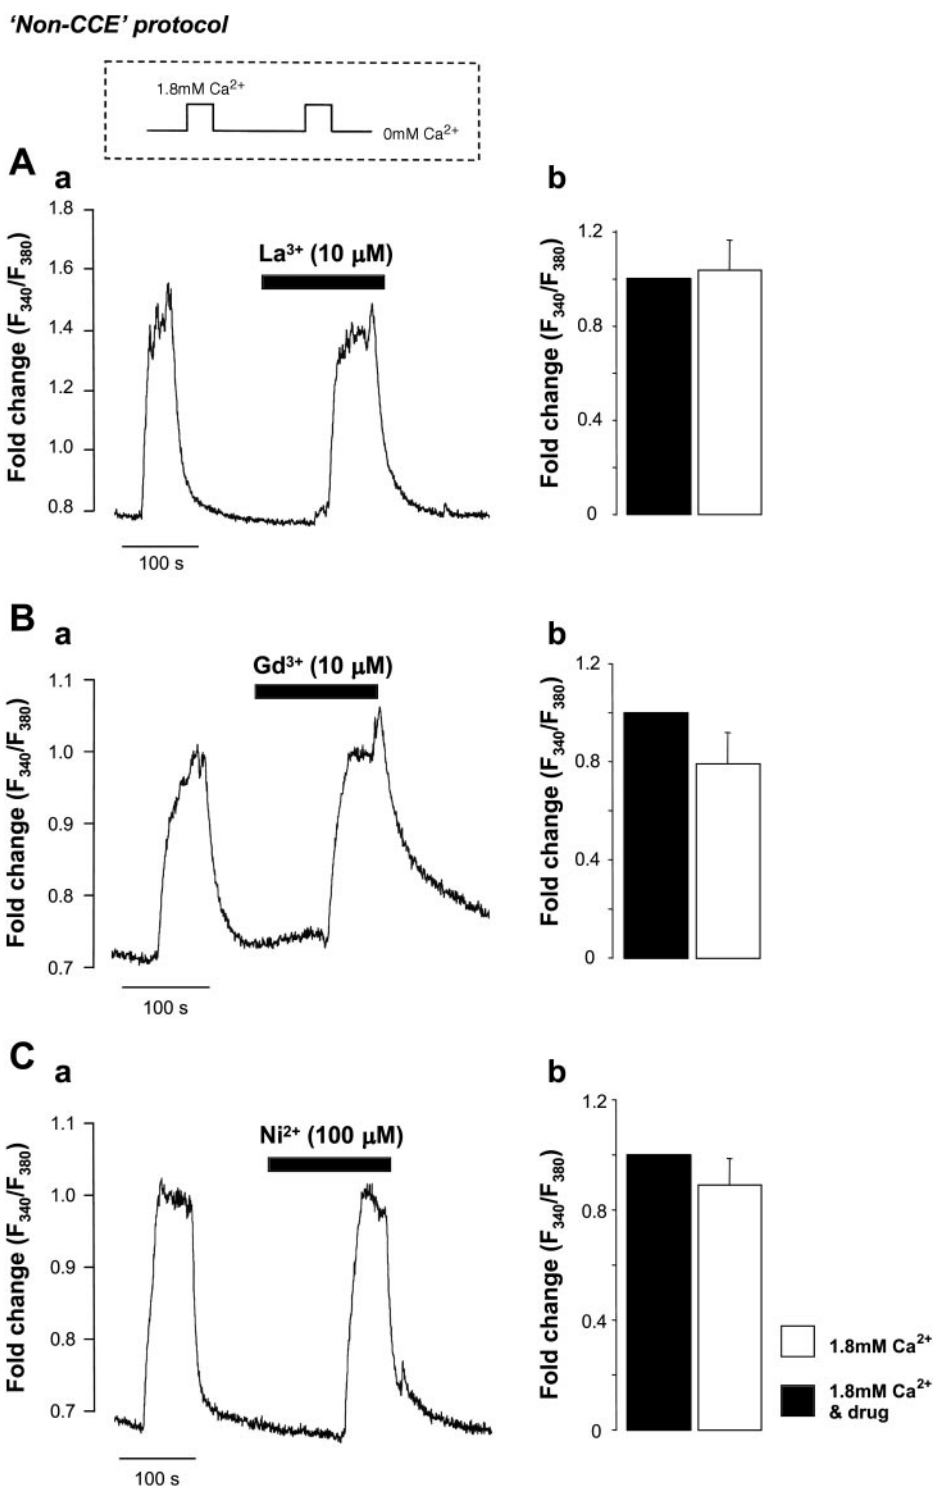 ‘Non-CCE’ protocol
1.8mM Ca²⁺
0mM Ca²⁺
A
a
b
Fold change (F₃₄₀/F₃₈₀)
1.8
1.6
1.4
1.2
1.0
0.8
La³⁺ (10 µM)
100 s
Fold change (F₃₄₀/F₃₈₀)
1.2
0.8
0.4
0
B
a
b
Fold change (F₃₄₀/F₃₈₀)
1.1
1.0
0.9
0.8
0.7
Gd³⁺ (10 µM)
100 s
Fold change (F₃₄₀/F₃₈₀)
1.2
0.8
0.4
0
C
a
b
Fold change (F₃₄₀/F₃₈₀)
1.1
1.0
0.9
0.8
0.7
Ni²⁺ (100 µM)
100 s
Fold change (F₃₄₀/F₃₈₀)
1.2
0.8
0.4
0
1.8mM Ca²⁺
1.8mM Ca²⁺
& drug